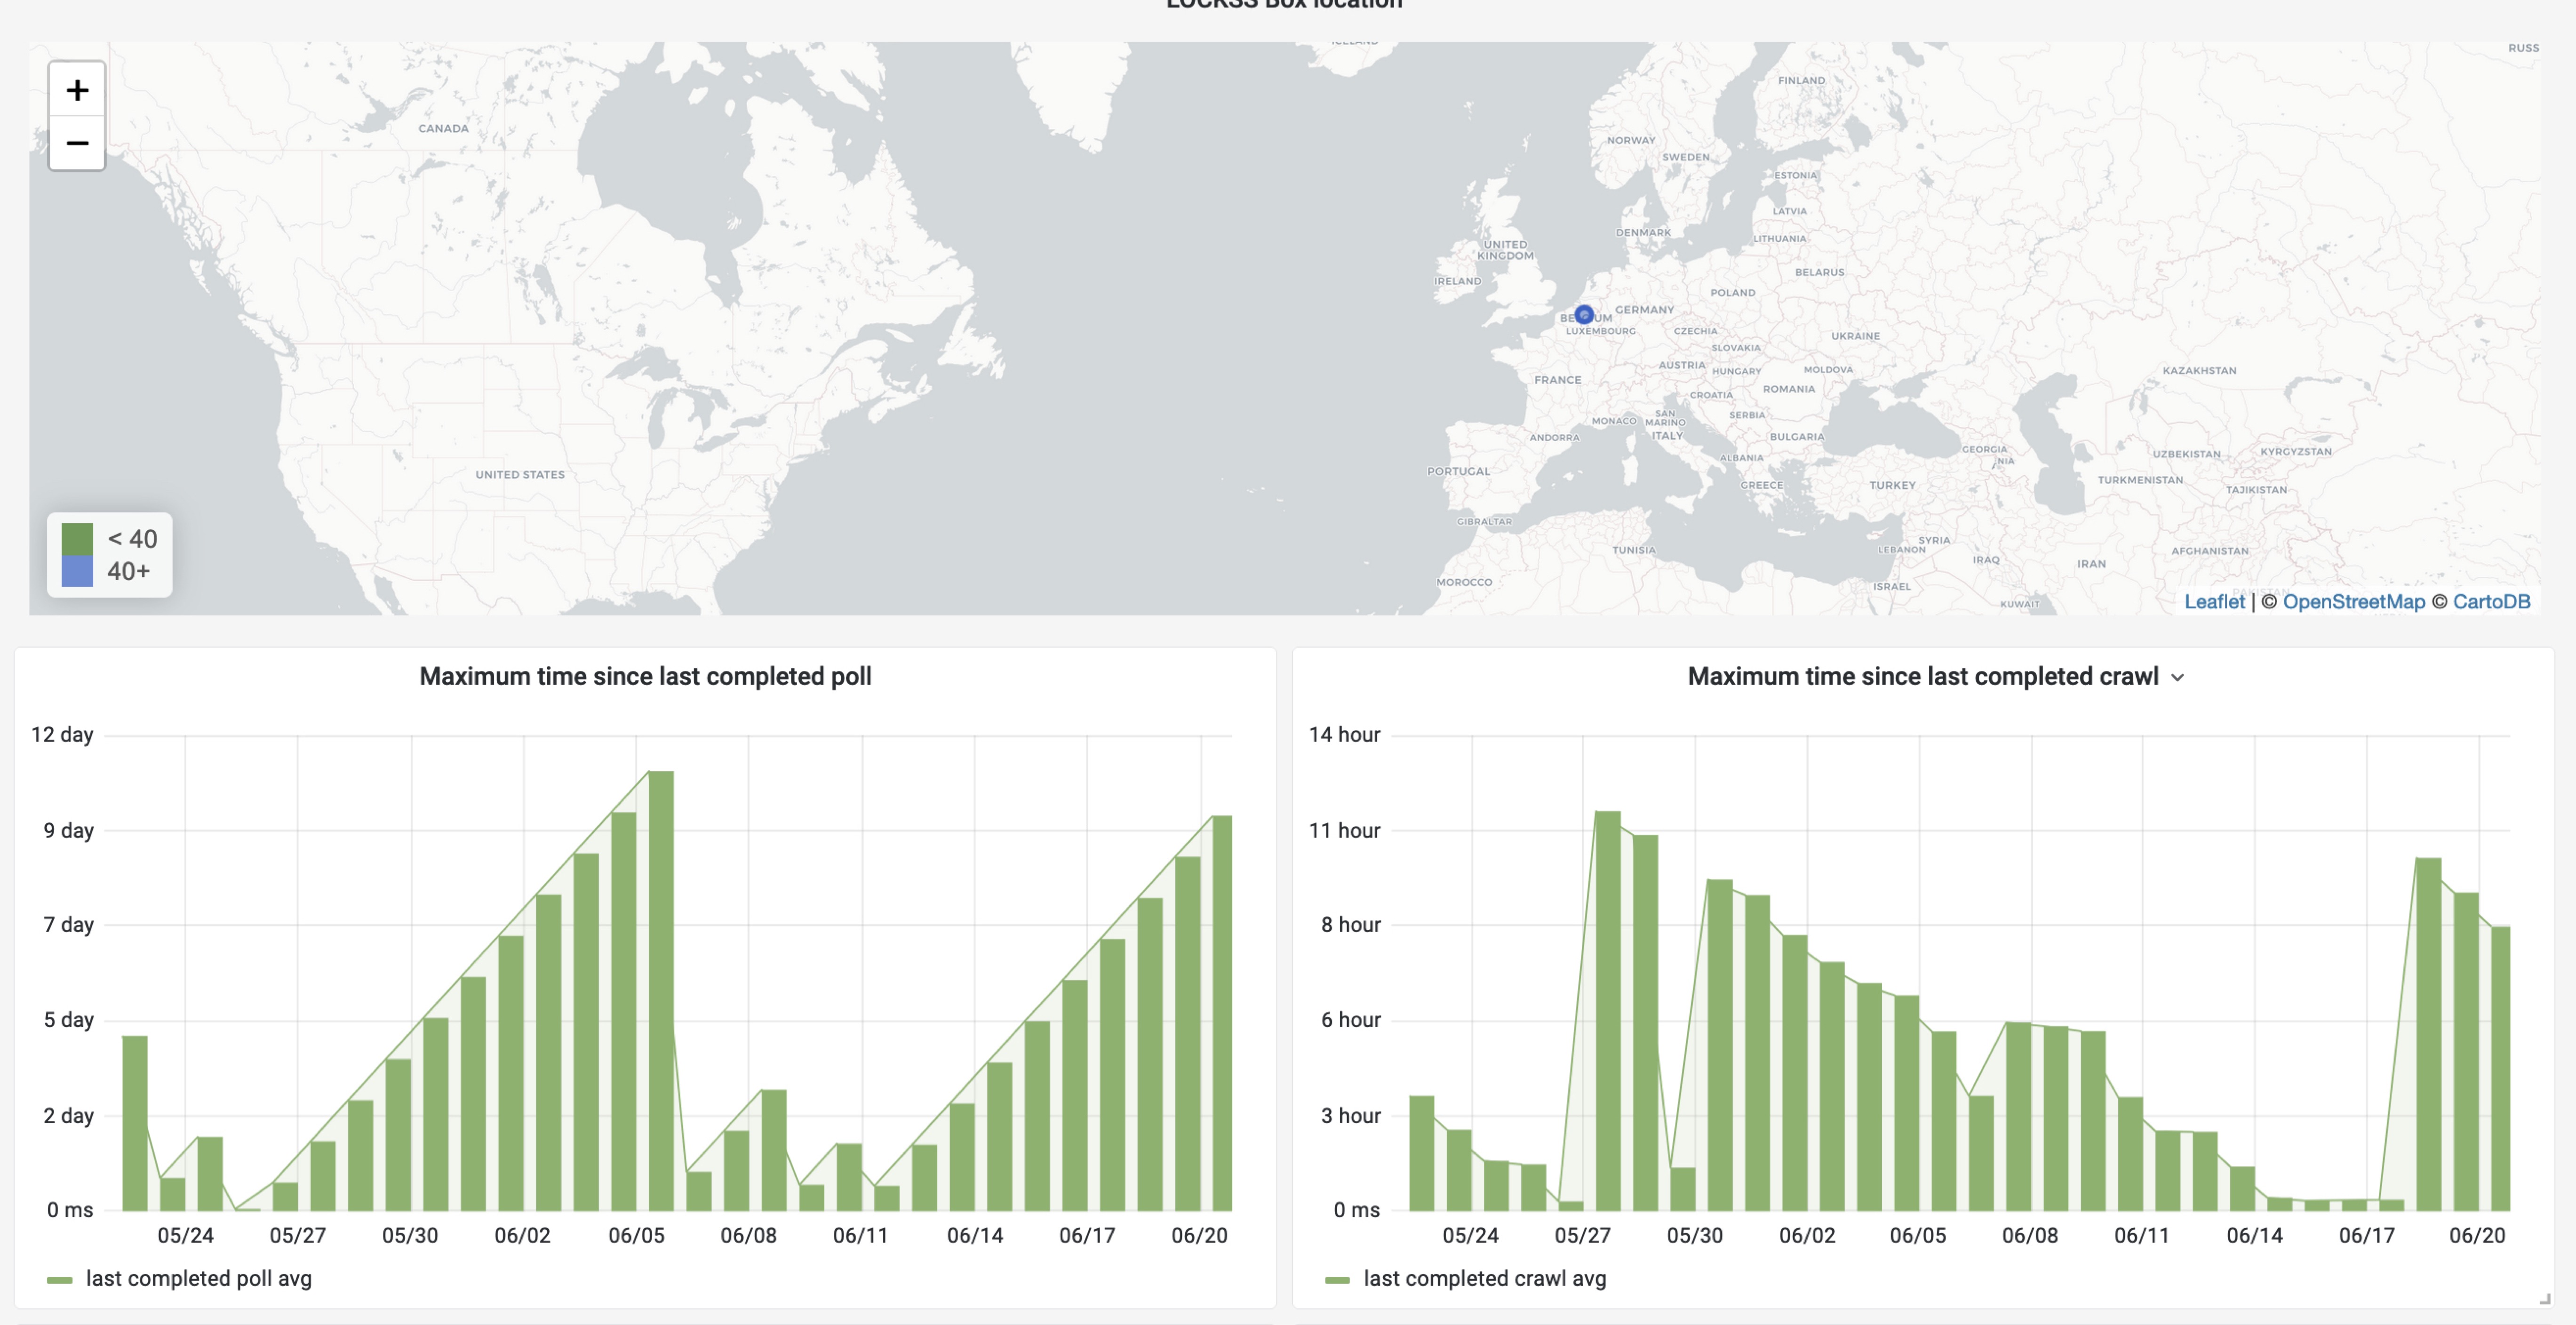 LOCKSS Box location
ICELAND
RUSS
+
−
CANADA
FINLAND
NORWAY
SWEDEN
ESTONIA
LATVIA
DENMARK
LITHUANIA
UNITED
KINGDOM
IRELAND
BELARUS
POLAND
GERMANY
BE UM
LUXEMBOURG
CZECHIA
UKRAINE
SLOVAKIA
AUSTRIA
HUNGARY
MOLDOVA
KAZAKHSTAN
FRANCE
ROMANIA
CROATIA
SERBIA
MONACO
SAN
MARINO
ITALY
ANDORRA
BULGARIA
GEORGIA
NIA
UZBEKISTAN
KYRGYZSTAN
ALBANIA
PORTUGAL
UNITED STATES
GREECE
TURKEY
TURKMENISTAN
TAJIKISTAN
GIBRALTAR
TUNISIA
SYRIA
LEBANON
IRAQ
IRAN
AFGHANISTAN
MOROCCO
ISRAEL
KUWAIT
< 40
40+
Leaflet | © OpenStreetMap © CartoDB
Maximum time since last completed poll
12 day
9 day
7 day
5 day
2 day
0 ms
05/24 05/27 05/30 06/02 06/05 06/08 06/11 06/14 06/17 06/20
last completed poll avg
Maximum time since last completed crawl
14 hour
11 hour
8 hour
6 hour
3 hour
0 ms
05/24 05/27 05/30 06/02 06/05 06/08 06/11 06/14 06/17 06/20
last completed crawl avg